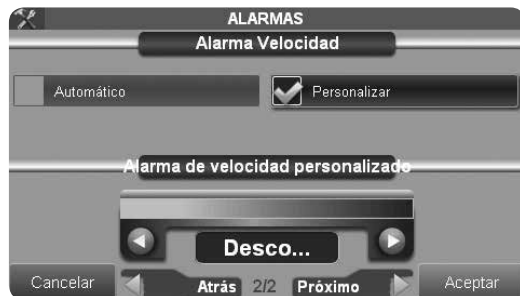 ALARMAS
Alarma Velocidad
Automático
Personalizar
Alarma de velocidad personalizado
Desco...
Cancelar
Atrás 2/2 Próximo
Aceptar